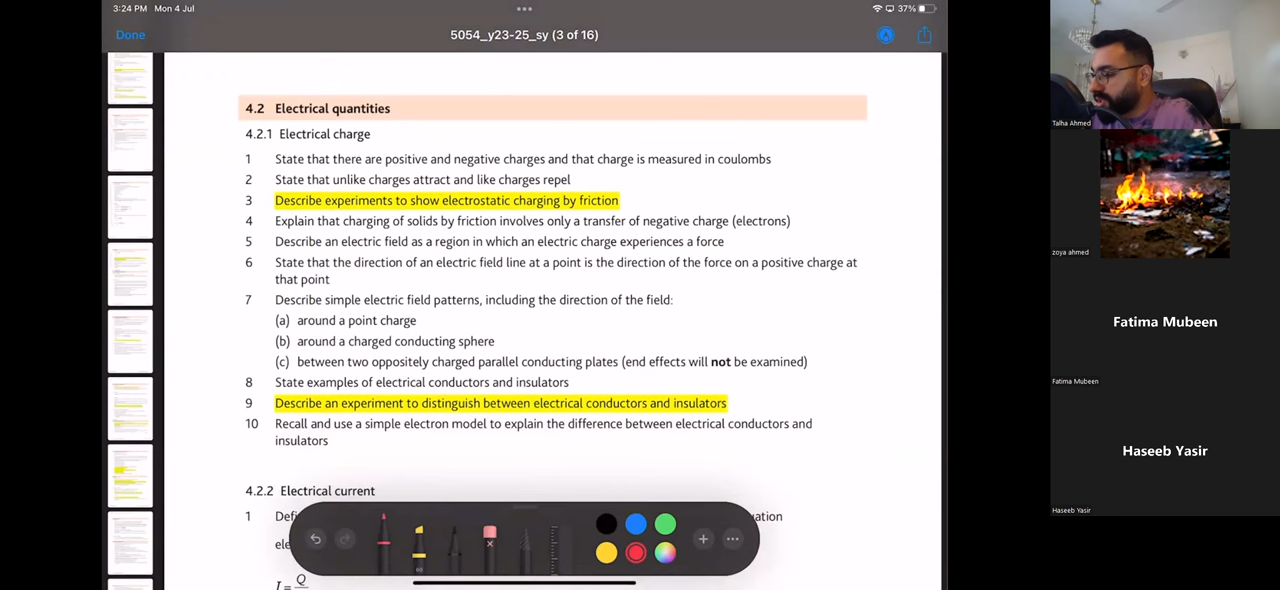 3:24 PM Mon 4 Jul
37%
Done
5054_y23-25_sy (3 of 16)
4.2 Electrical quantities
4.2.1 Electrical charge
1 State that there are positive and negative charges and that charge is measured in coulombs
2 State that unlike charges attract and like charges repel
3 Describe experiments to show electrostatic charging by friction
4 Explain that charging of solids by friction involves only a transfer of negative charge (electrons)
5 Describe an electric field as a region in which an electric charge experiences a force
6 State that the direction of an electric field line at a point is the direction of the force on a positive charge at
that point
7 Describe simple electric field patterns, including the direction of the field:
(a) around a point charge
(b) around a charged conducting sphere
(c) between two oppositely charged parallel conducting plates (end effects will not be examined)
8 State examples of electrical conductors and insulators
9 Describe an experiment to distinguish between electrical conductors and insulators
10 Recall and use a simple electron model to explain the difference between electrical conductors and
insulators
4.2.2 Electrical current
1
I = Q
Talha Ahmed
zoya ahmed
Fatima Mubeen
Fatima Mubeen
Haseeb Yasir
Haseeb Yasir